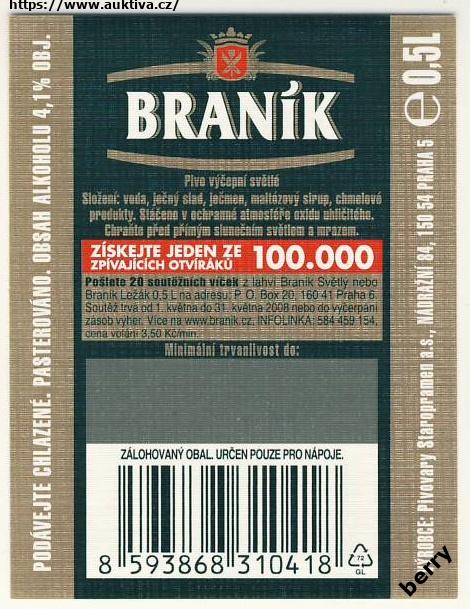 https://www.auktiva.cz/
BRANíK
Pivo výčepní světlé
Složení: voda, ječný slad, ječmen, maltózový sirup, chmelové
produkty. Stáčeno v ochranné atmosféře oxidu uhličitého.
Chraňte před přímým slunečním světlem a mrazem.
ZÍSKEJTE JEDEN ZE
ZPÍVAJÍCÍCH OTVÍRÁKŮ
100.000
Pošlete 20 soutěžních víček z lahví Braník Světlý nebo
Braník Ležák 0,5 L na adresu: P. O. Box 20, 160 41 Praha 6.
Soutěž trvá od 1. května do 31. května 2008 nebo do vyčerpání
zásob výher. Více na www.branik.cz, INFOLINKA: 584 459 154,
cena volání 3,50 Kč/min.
Minimální trvanlivost do:
ZÁLOHOVANÝ OBAL. URČEN POUZE PRO NÁPOJE.
8 593868 310418
72
GL
PODÁVEJTE CHLAZENÉ. PASTEROVÁNO. OBSAH ALKOHOLU 4,1% OBJ.
VÝROBCE: Pivovary Staropramen a.s., NÁDRAŽNÍ 84, 150 54 PRAHA 5
e 0,5L
berry